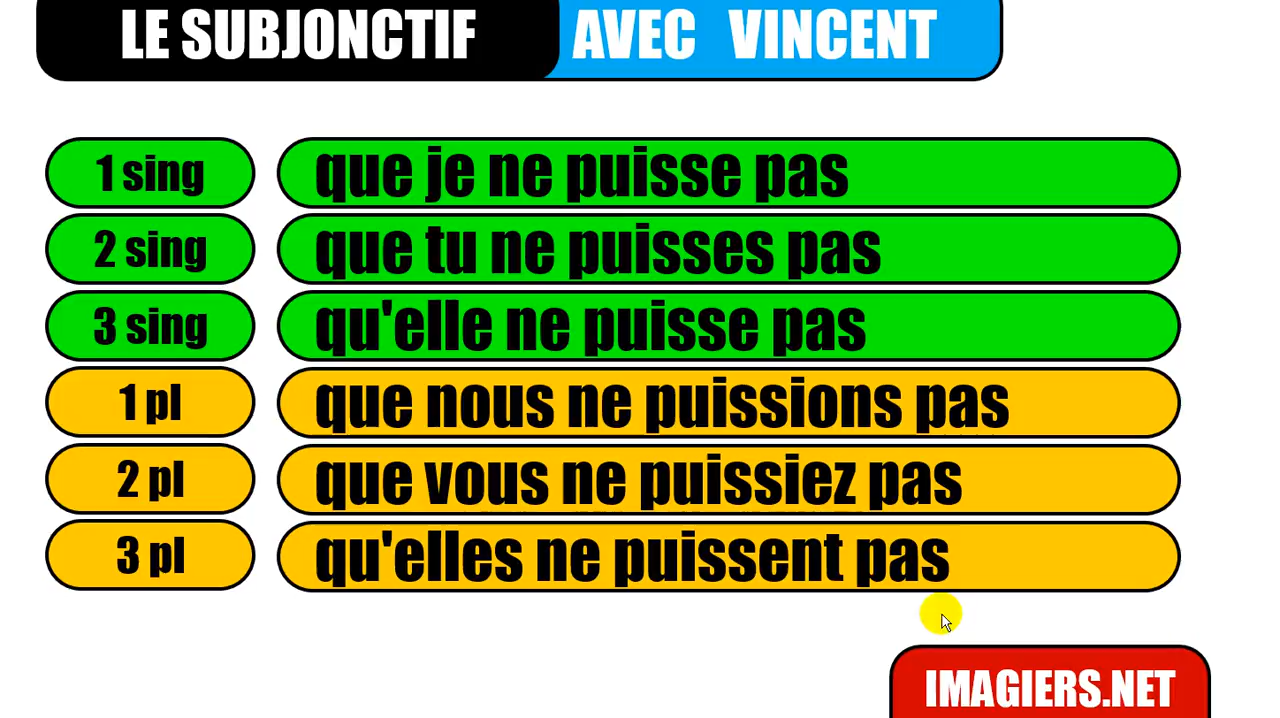 LE SUBJONCTIF AVEC VINCENT
1 sing que je ne puisse pas
2 sing que tu ne puisses pas
3 sing qu'elle ne puisse pas
1 pl que nous ne puissions pas
2 pl que vous ne puissiez pas
3 pl qu'elles ne puissent pas
IMAGIERS.NET